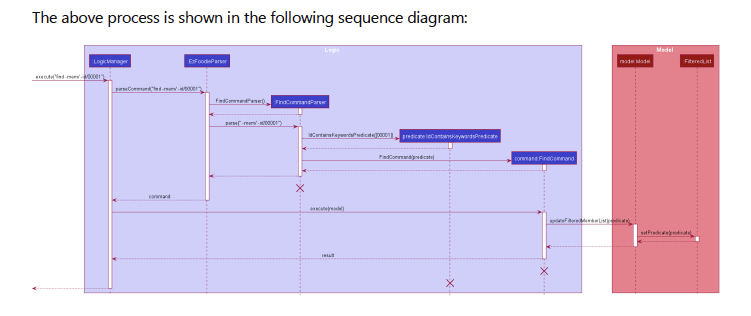 The above process is shown in the following sequence diagram:
Logic
Model
:LogicManager
:EzFoodieParser
model:Model
:FilteredList
execute("find -mem/ -id/00001")
parseCommand("find -mem/ -id/00001")
FindCommandParser()
:FindCommandParser
parse(" -mem/ -id/00001")
IdContainsKeywordsPredicate([00001])
predicate:IdContainsKeywordsPredicate
FindCommand(predicate)
command:FindCommand
command
execute(model)
updateFilteredMemberList(predicate)
setPredicate(predicate)
result